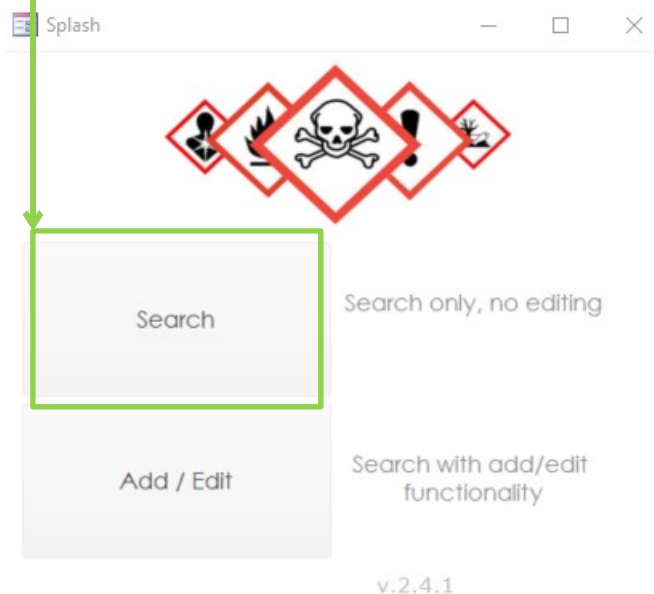 Splash
Search
Search only, no editing
Add / Edit
Search with add/edit
functionality
v.2.4.1